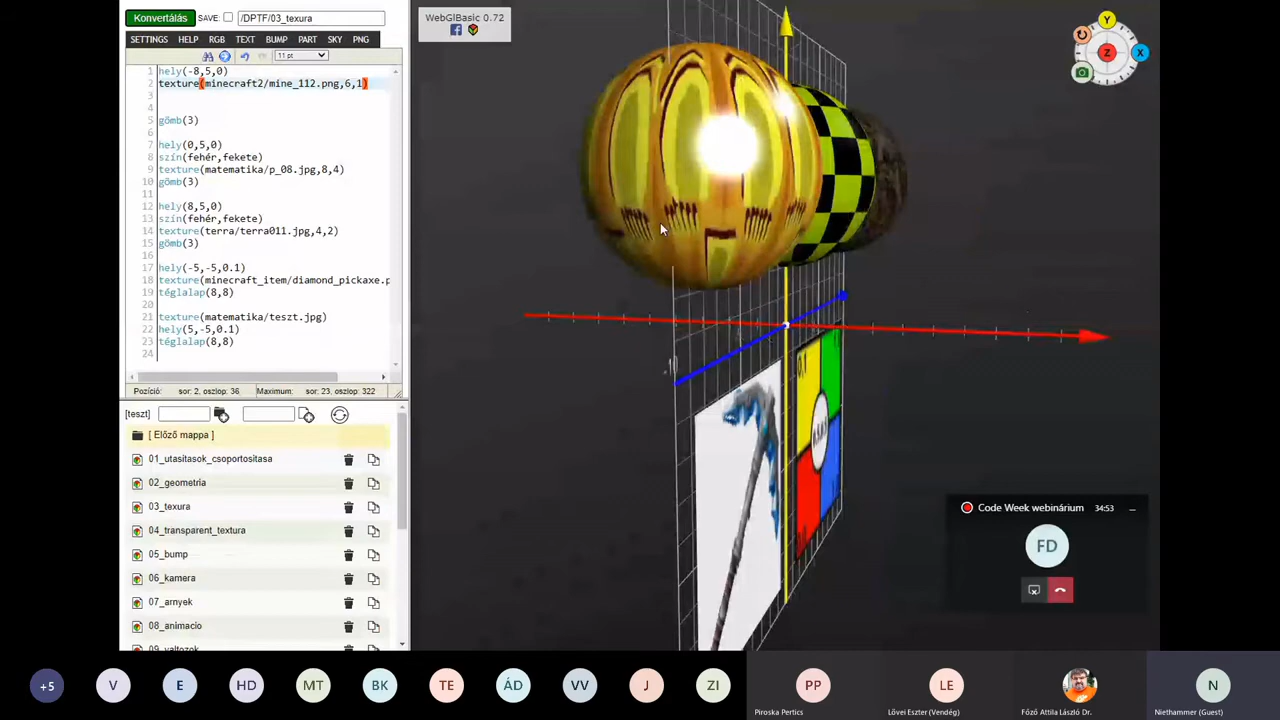 Konvertálás SAVE: /DPTF/03_texura
SETTINGS HELP RGB TEXT BUMP PART SKY PNG
11 pt
1 hely(-8,5,0)
2 texture(minecraft2/mine_112.png,6,1)
3
4
5 gömb(3)
6
7 hely(0,5,0)
8 szín(fehér,fekete)
9 texture(matematika/p_08.jpg,8,4)
10 gömb(3)
11
12 hely(8,5,0)
13 szín(fehér,fekete)
14 texture(terra/terra011.jpg,4,2)
15 gömb(3)
16
17 hely(-5,-5,0.1)
18 texture(minecraft_item/diamond_pickaxe.p
19 téglalap(8,8)
20
21 texture(matematika/teszt.jpg)
22 hely(5,-5,0.1)
23 téglalap(8,8)
24
Pozíció: sor: 2, oszlop: 36 Maximum: sor: 23, oszlop: 322
[teszt]
[ Előző mappa ]
01_utasitasok_csoportositasa
02_geometria
03_texura
04_transparent_textura
05_bump
06_kamera
07_arnyek
08_animacio
09_valtozok
WebGlBasic 0.72
Y
Z
X
0,1
Code Week webinárium 34:53
FD
+5 V E HD MT BK TE ÁD VV J ZI PP LE N
Piroska Pertics Lővei Eszter (Vendég) Főző Attila László Dr. Niethammer (Guest)